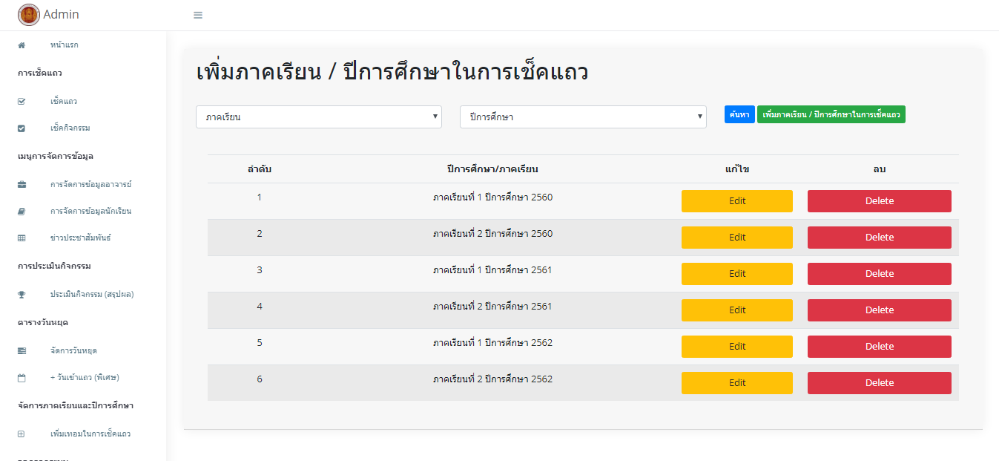 Admin
หน้าแรก
การเช็คแถว
เช็คแถว
เช็คกิจกรรม
เมนูการจัดการข้อมูล
การจัดการข้อมูลอาจารย์
การจัดการข้อมูลนักเรียน
ข่าวประชาสัมพันธ์
การประเมินกิจกรรม
ประเมินกิจกรรม (สรุปผล)
ตารางวันหยุด
จัดการวันหยุด
+ วันเข้าแถว (พิเศษ)
จัดการภาคเรียนและปีการศึกษา
เพิ่มเทอมในการเช็คแถว
เพิ่มภาคเรียน / ปีการศึกษาในการเช็คแถว
ภาคเรียน ปีการศึกษา ค้นหา เพิ่มภาคเรียน / ปีการศึกษาในการเช็คแถว
ลำดับ ปีการศึกษา/ภาคเรียน แก้ไข ลบ
1 ภาคเรียนที่ 1 ปีการศึกษา 2560 Edit Delete
2 ภาคเรียนที่ 2 ปีการศึกษา 2560 Edit Delete
3 ภาคเรียนที่ 1 ปีการศึกษา 2561 Edit Delete
4 ภาคเรียนที่ 2 ปีการศึกษา 2561 Edit Delete
5 ภาคเรียนที่ 1 ปีการศึกษา 2562 Edit Delete
6 ภาคเรียนที่ 2 ปีการศึกษา 2562 Edit Delete